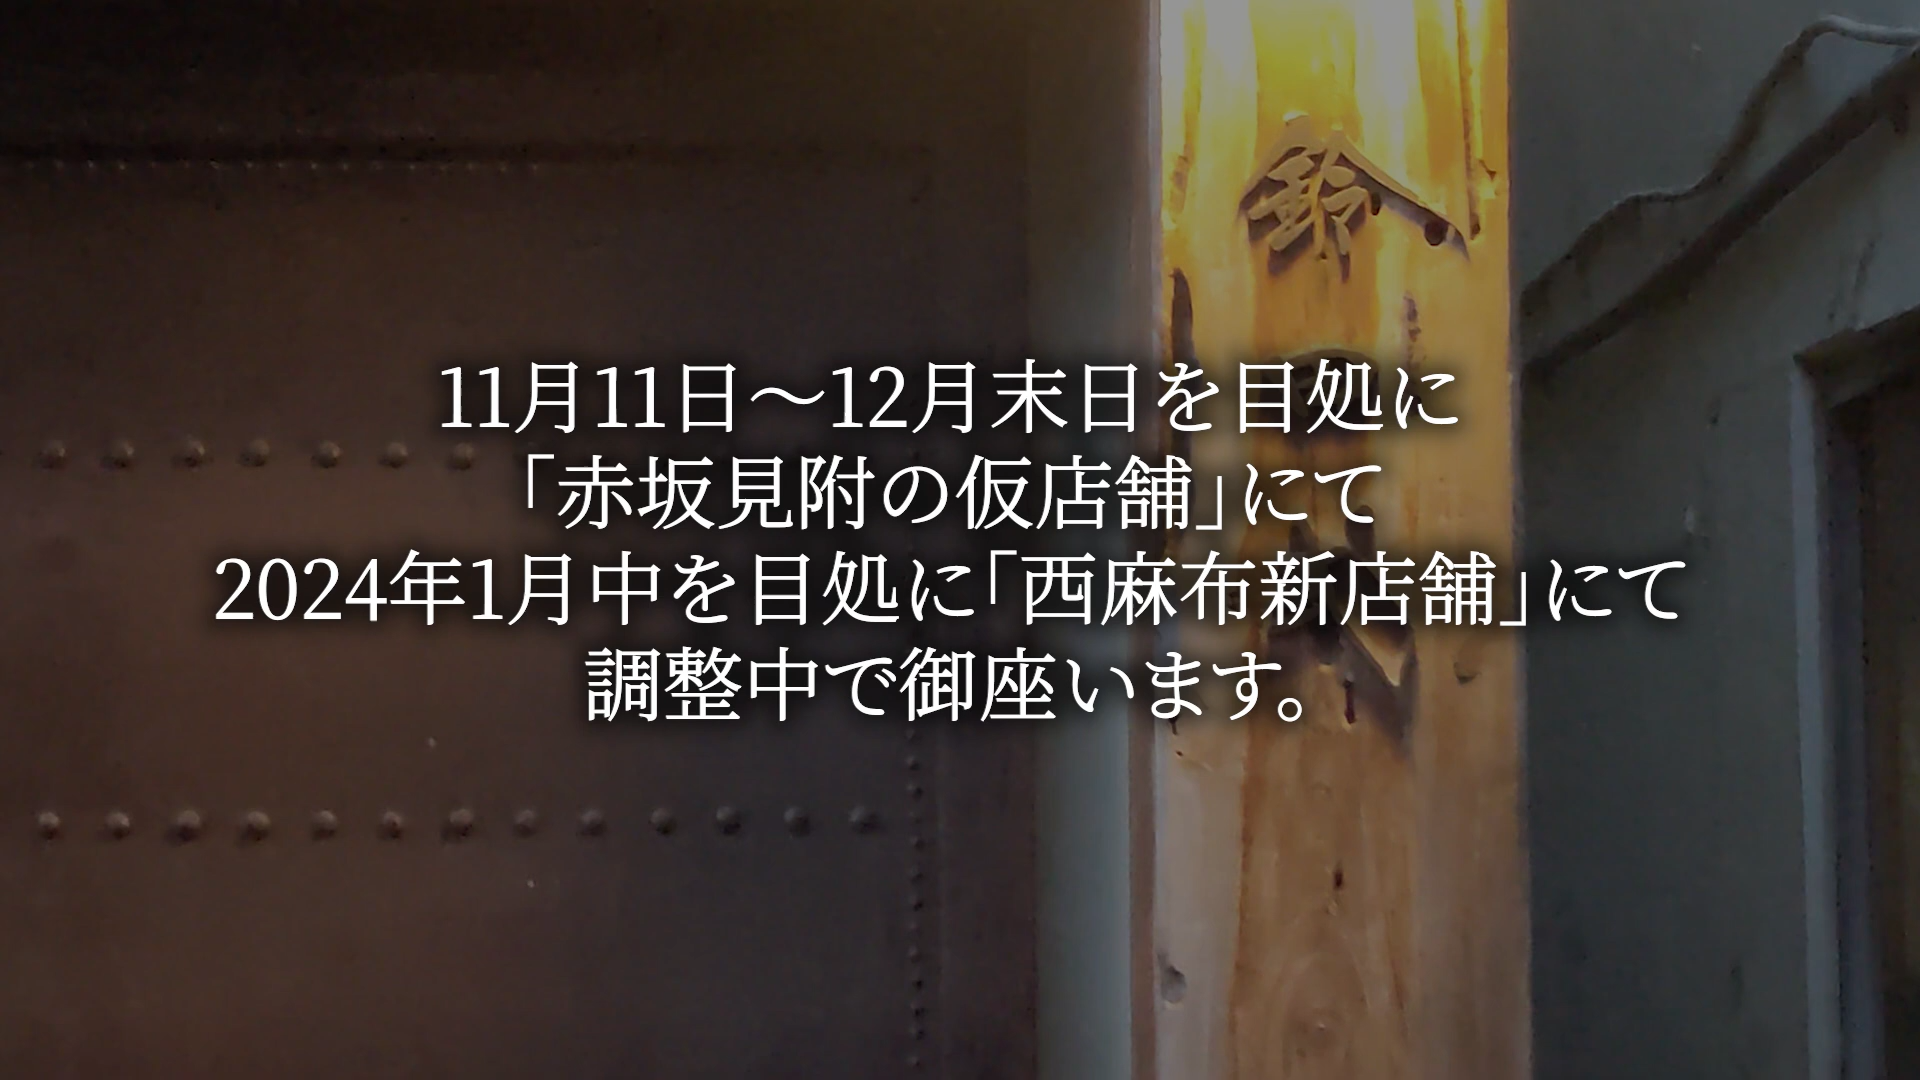 11月11日〜12月末日を目処に
「赤坂見附の仮店舗」にて
2024年1月中を目処に「西麻布新店舗」にて
調整中で御座います。
鈴